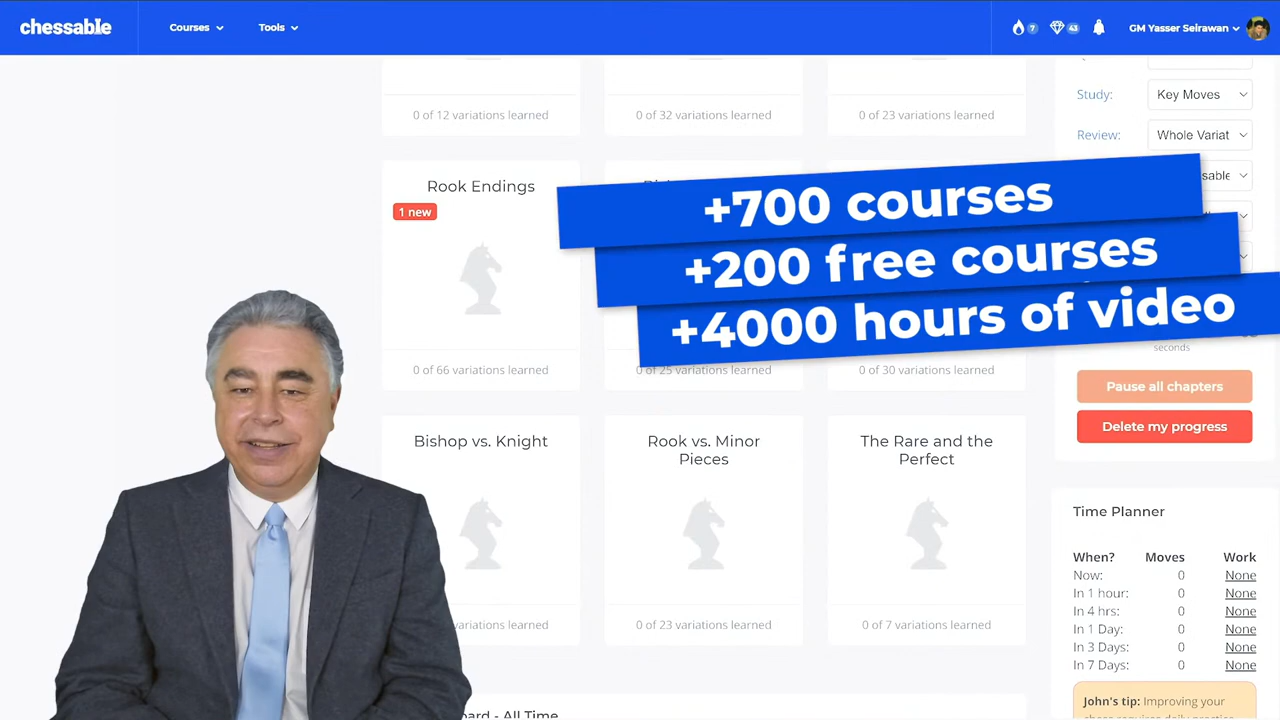 chessable
Courses
Tools
7
43
GM Yasser Seirawan
0 of 12 variations learned
0 of 32 variations learned
0 of 23 variations learned
Study:
Key Moves
Review:
Whole Variat
Rook Endings
1 new
+700 courses
+200 free courses
+4000 hours of video
seconds
0 of 66 variations learned
0 of 25 variations learned
0 of 30 variations learned
Pause all chapters
Delete my progress
Bishop vs. Knight
Rook vs. Minor
Pieces
The Rare and the
Perfect
variations learned
0 of 23 variations learned
0 of 7 variations learned
Time Planner
When? Moves Work
Now: 0 None
In 1 hour: 0 None
In 4 hrs: 0 None
In 1 Day: 0 None
In 3 Days: 0 None
In 7 Days: 0 None
John's tip: Improving your
- All Time